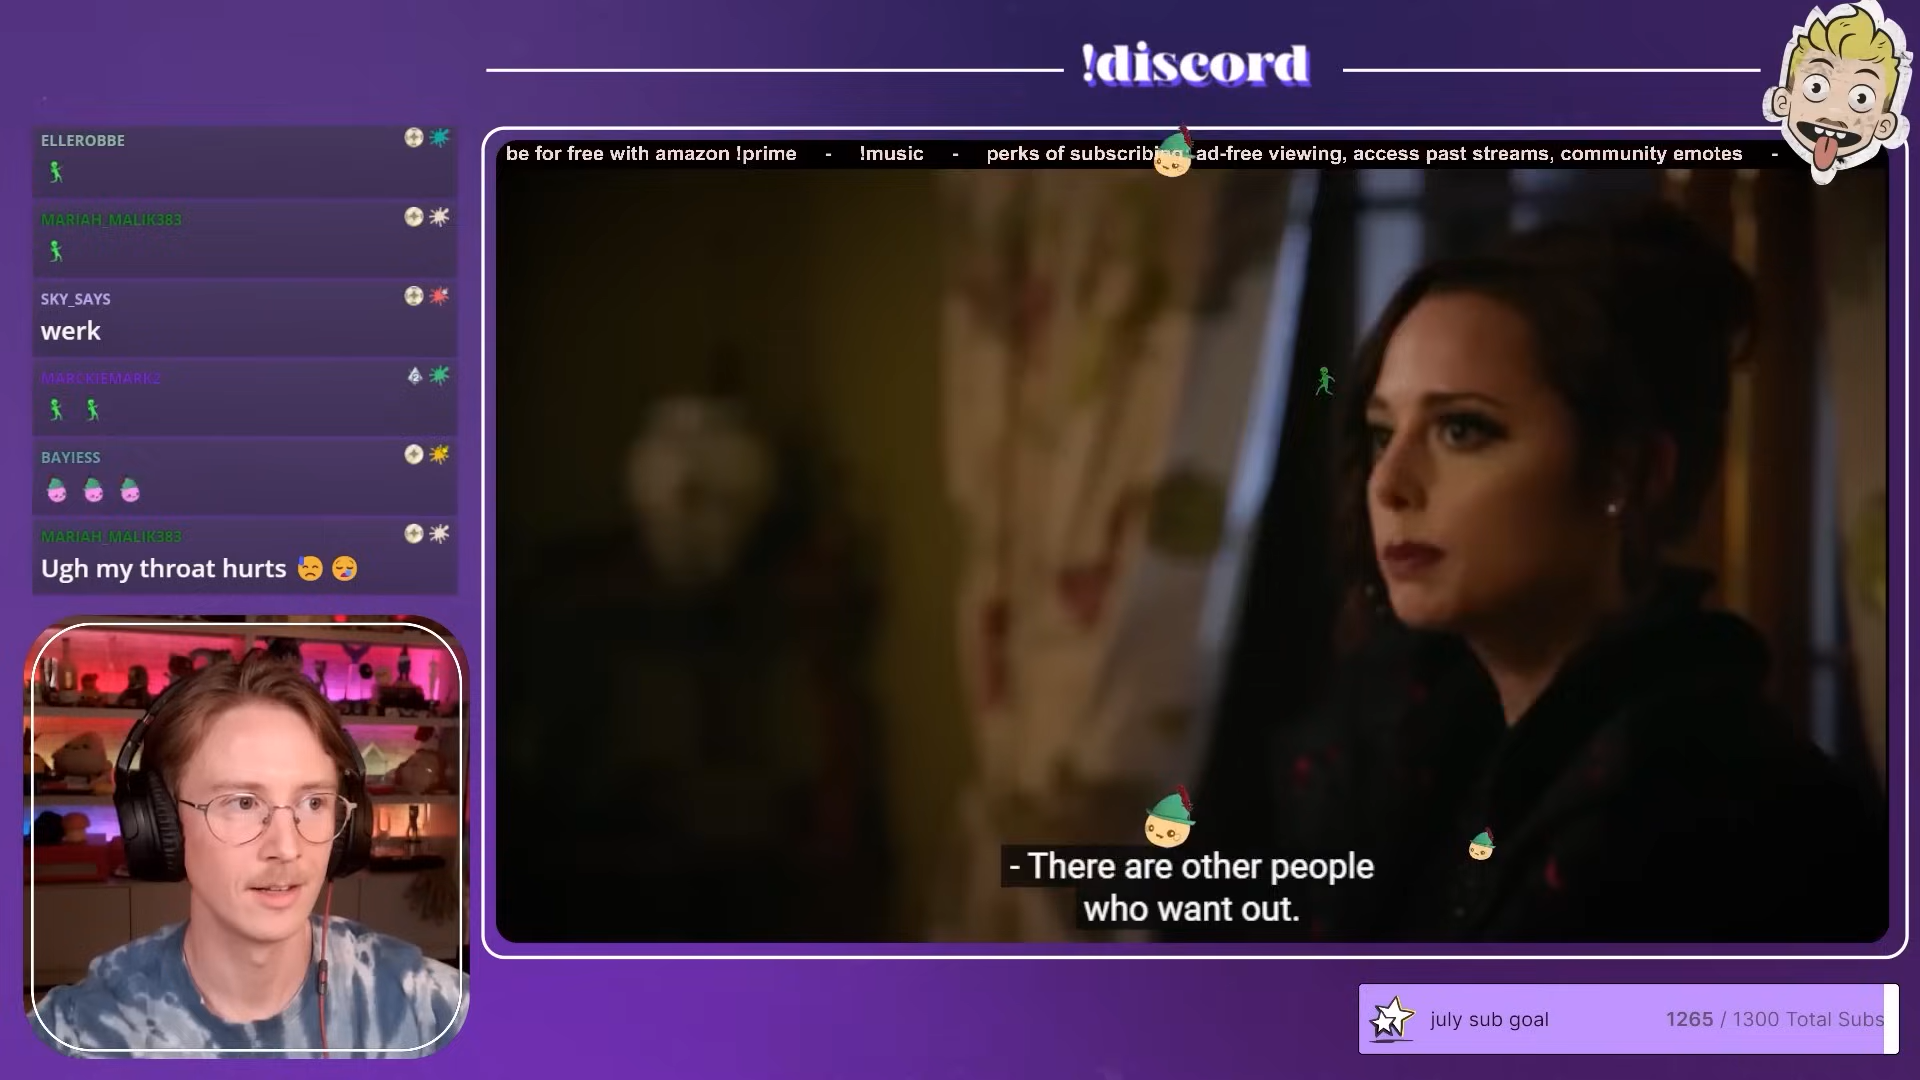 !discord
be for free with amazon !prime - !music - perks of subscribing: ad-free viewing, access past streams, community emotes -
ELLEROBBE
MARIAH_MALIK383
SKY_SAYS
werk
MARCKIEMARK2
BAYIESS
MARIAH_MALIK383
Ugh my throat hurts 😓 😪
- There are other people
who want out.
july sub goal 1265 / 1300 Total Subs